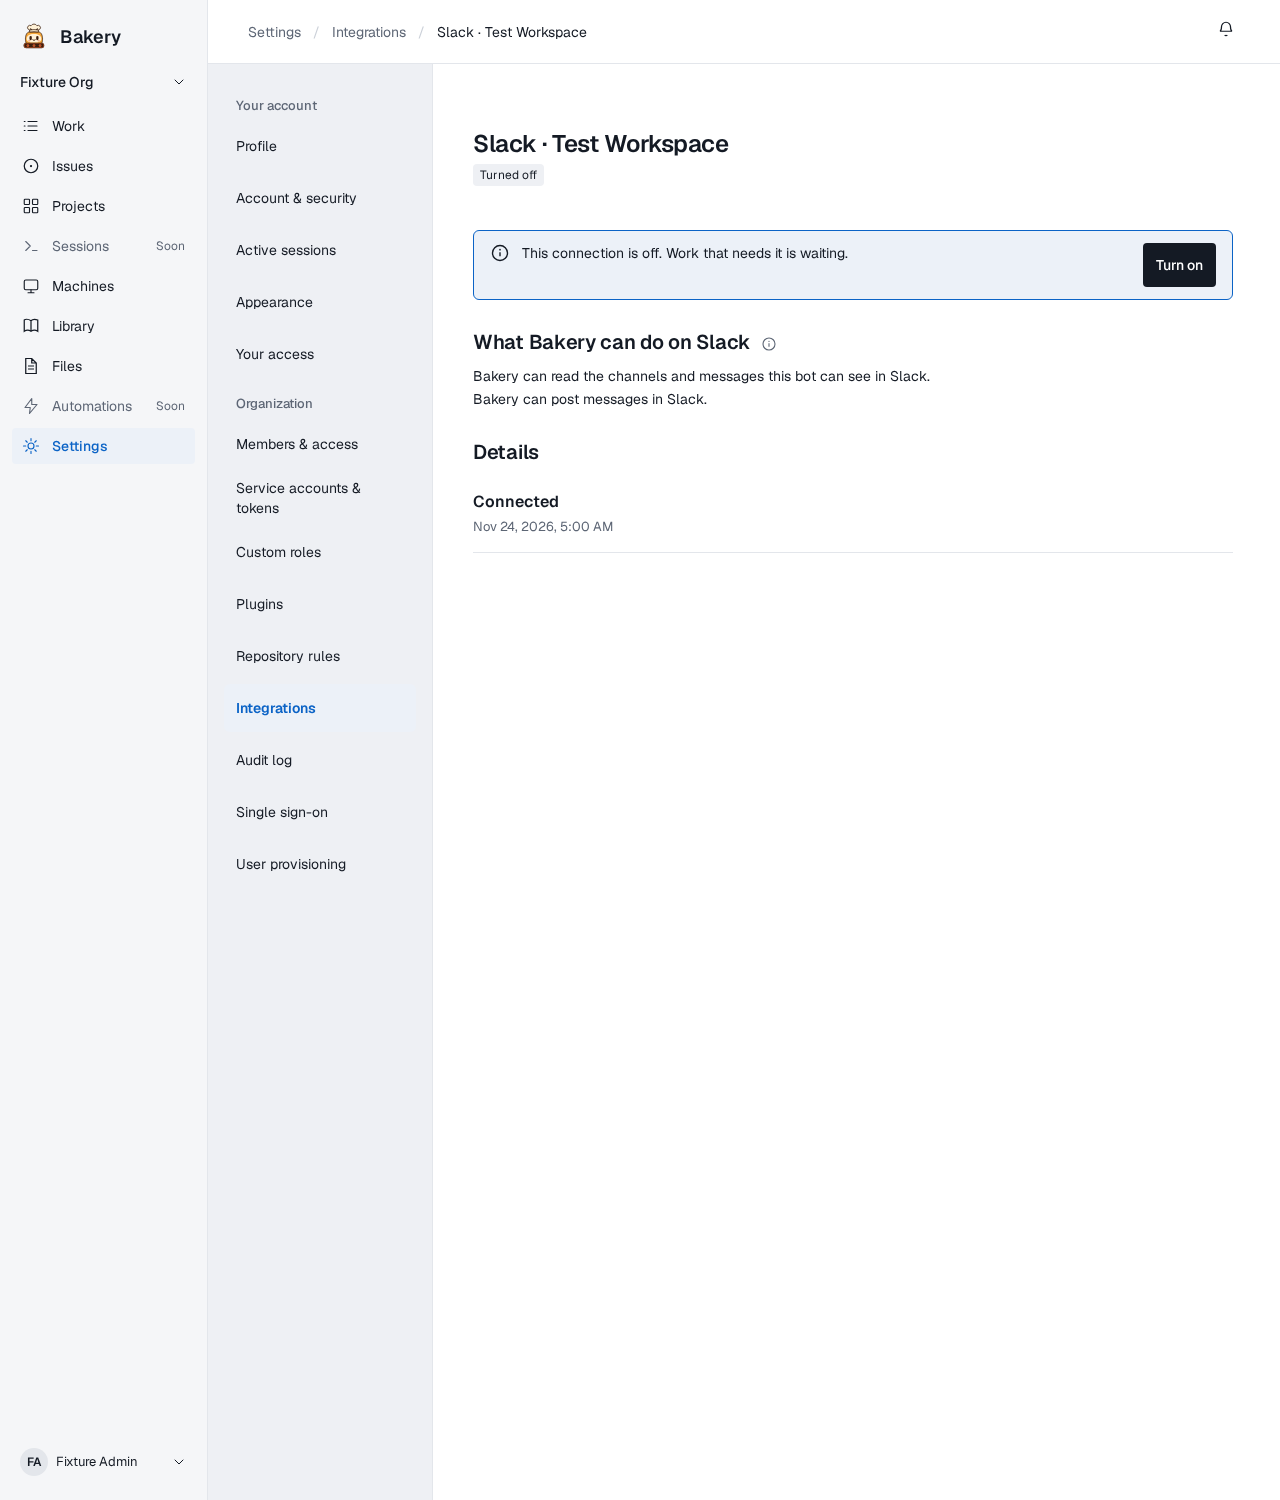 Bakery
Fixture Org
Work
Issues
Projects
Sessions Soon
Machines
Library
Files
Automations Soon
Settings
FA Fixture Admin
Settings / Integrations / Slack · Test Workspace
Your account
Profile
Account & security
Active sessions
Appearance
Your access
Organization
Members & access
Service accounts &
tokens
Custom roles
Plugins
Repository rules
Integrations
Audit log
Single sign-on
User provisioning
Slack · Test Workspace
Turned off
This connection is off. Work that needs it is waiting.
Turn on
What Bakery can do on Slack
Bakery can read the channels and messages this bot can see in Slack.
Bakery can post messages in Slack.
Details
Connected
Nov 24, 2026, 5:00 AM